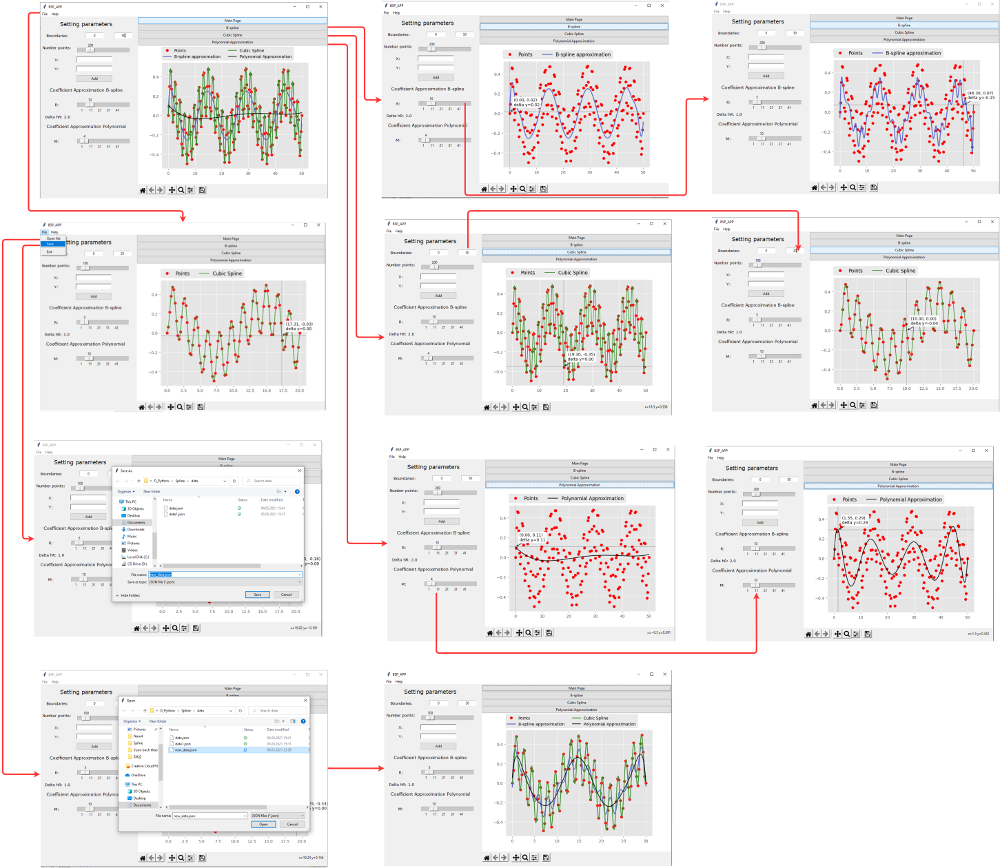 BSP_APP
File Help
Setting parameters
Boundaries: 0 50
Number points: 200
X:
Y:
Add
Coefficient Approximation B-spline
R: 10
1 11 21 31 41
Delta hR: 2.0
Coefficient Approximation Polynomial
M: 4
1 11 21 31 41
Main Page
B-spline
Cubic Spline
Polynomial Approximation
Points Cubic Spline
B-spline approximation Polynomial Approximation
0.4
0.2
0.0
−0.2
−0.4
0 10 20 30 40 50
File Help
Setting parameters
Boundaries: 0 50
Number points: 200
X:
Y:
Add
Coefficient Approximation B-spline
R: 10
1 11 21 31 41
Delta hR: 2.0
Coefficient Approximation Polynomial
M: 4
1 11 21 31 41
Main Page
B-spline
Cubic Spline
Polynomial Approximation
Points B-spline approximation
(0.00, 0.02)
delta y=0.02
0.4
0.2
0.0
−0.2
−0.4
0 10 20 30 40 50
BSP_APP
File Help
Setting parameters
Boundaries: 0 50
Number points: 200
X:
Y:
Add
Coefficient Approximation B-spline
R: 5
1 11 21 31 41
Delta hR: 1.0
Coefficient Approximation Polynomial
M: 10
1 11 21 31 41
Main Page
B-spline
Cubic Spline
Polynomial Approximation
Points B-spline approximation
(46.30, 0.07)
delta y=-0.15
0.4
0.2
0.0
−0.2
−0.4
0 10 20 30 40 50
BSP_APP
File Help
Open file
Save
Exit
tting parameters
0 20
Number points: 100
X:
Y:
Add
Coefficient Approximation B-spline
R: 5
1 11 21 31 41
Delta hR: 1.0
Coefficient Approximation Polynomial
M: 10
1 11 21 31 41
Main Page
B-spline
Cubic Spline
Polynomial Approximation
Points Cubic Spline
(17.31, -0.03)
delta y=0.00
0.4
0.2
0.0
−0.2
−0.4
0.0 2.5 5.0 7.5 10.0 12.5 15.0 17.5 20.0
BSP_APP
File Help
Setting parameters
Boundaries: 0 50
Number points: 200
X:
Y:
Add
Coefficient Approximation B-spline
R: 10
1 11 21 31 41
Delta hR: 2.0
Coefficient Approximation Polynomial
M: 4
1 11 21 31 41
Main Page
B-spline
Cubic Spline
Polynomial Approximation
Points Cubic Spline
(19.30, -0.35)
delta y=0.00
0.4
0.2
0.0
−0.2
−0.4
0 10 20 30 40 50
x=19.3 y=0.538
BSP_APP
File Help
Setting parameters
Boundaries: 0
Number points: 100
X:
Y:
Add
Coefficient Approximation B-spline
R: 5
1 11 21 31 41
Delta hR: 1.0
Coefficient Approximation Polynomial
M: 10
1 11 21 31 41
Main Page
B-spline
Cubic Spline
Polynomial Approximation
Points Cubic Spline
(10.00, 0.00)
delta y=-0.00
0.4
0.2
0.0
−0.2
−0.4
0.0 2.5 5.0 7.5 10.0 12.5 15.0 17.5 20.0
BSP_APP
File Help
Setting parameters
Boundaries: 0
Number points: 100
X:
Y:
Add
Coefficient Approximation B-spli
R: 5
1 11 21 31 41
Delta hR: 1.0
Coefficient Approximation Polynom
M: 10
1 11 21 31 41
Main Page
B-spline
Save As
« D_Python › Spline › data
Search data
Organize New folder
This PC
3D Objects
Desktop
Documents
Downloads
Music
Pictures
Videos
Local Disk (C:)
CD Drive (D:)
Name Status Date modified
data.json 04.05.2021 15:41
data1.json 05.05.2021 15:15
File name: new_data.json
Save as type: JSON file (*.json)
Hide Folders Save Cancel
3, -0.18)
y=0.00
0.0 2.5 5.0 7.5 10.0 12.5 15.0 17.5 20.0
x=19.02 y=-0.101
BSP_APP
File Help
Setting parameters
Boundaries: 0 50
Number points: 200
X:
Y:
Add
Coefficient Approximation B-spline
R: 10
1 11 21 31 41
Delta hR: 2.0
Coefficient Approximation Polynomial
M: 4
1 11 21 31 41
Main Page
B-spline
Cubic Spline
Polynomial Approximation
Points Polynomial Approximation
(0.00, 0.11)
delta y=0.11
0.4
0.2
0.0
−0.2
−0.4
0 10 20 30 40 50
x=-0.5 y=0.391
BSP_APP
File Help
Setting parameters
Boundaries: 0 50
Number points: 200
X:
Y:
Add
Coefficient Approximation B-spline
R: 10
1 11 21 31 41
Delta hR: 2.0
Coefficient Approximation Polynomial
M: 10
1 11 21 31 41
Main Page
B-spline
Cubic Spline
Polynomial Approximation
Points Polynomial Approximation
(1.55, 0.29)
delta y=0.28
0.4
0.2
0.0
−0.2
−0.4
0 10 20 30 40 50
x=1.5 y=0.342
BSP_APP
File Help
Setting parameters
Boundaries: 0
Number points: 100
X:
Y:
Add
Coefficient Approximation B-sp
R: 5
1 11 21 31 41
Delta hR: 1.0
Coefficient Approximation Polynor
M: 10
1 11 21 31 41
Main Page
Open
« D_Python › Spline › data
Search data
Organize New folder
Pictures
Nam4
Spline
Vuon bach thao
БЖД
Creative Cloud Fil
OneDrive
This PC
3D Objects
Desktop
Documents
Name Status Date modified
data.json 04.05.2021 15:41
data1.json 05.05.2021 15:15
new_data.json 06.05.2021 23:58
File name: new_data.json JSON files (*.json)
Open Cancel
25, -0.33)
y=0.00
0.0 2.5 5.0 7.5 10.0 12.5 15.0 17.5 20.0
x=19.24 y=0.156
BSP_APP
File Help
Setting parameters
Boundaries: 0 30
Number points: 100
X:
Y:
Add
Coefficient Approximation B-spline
R: 5
1 11 21 31 41
Delta hR: 1.0
Coefficient Approximation Polynomial
M: 10
1 11 21 31 41
Main Page
B-spline
Cubic Spline
Polynomial Approximation
Points Cubic Spline
B-spline approximation Polynomial Approximation
0.4
0.2
0.0
−0.2
−0.4
0 5 10 15 20 25 30